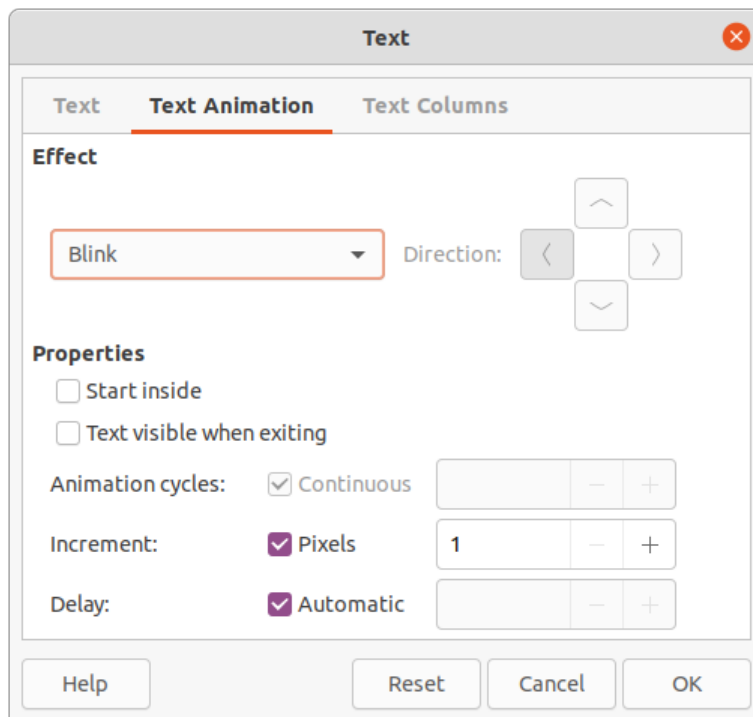 Text
Text Text Animation Text Columns
Effect
Blink Direction:
Properties
Start inside
Text visible when exiting
Animation cycles: Continuous
Increment: Pixels 1
Delay: Automatic
Help Reset Cancel OK